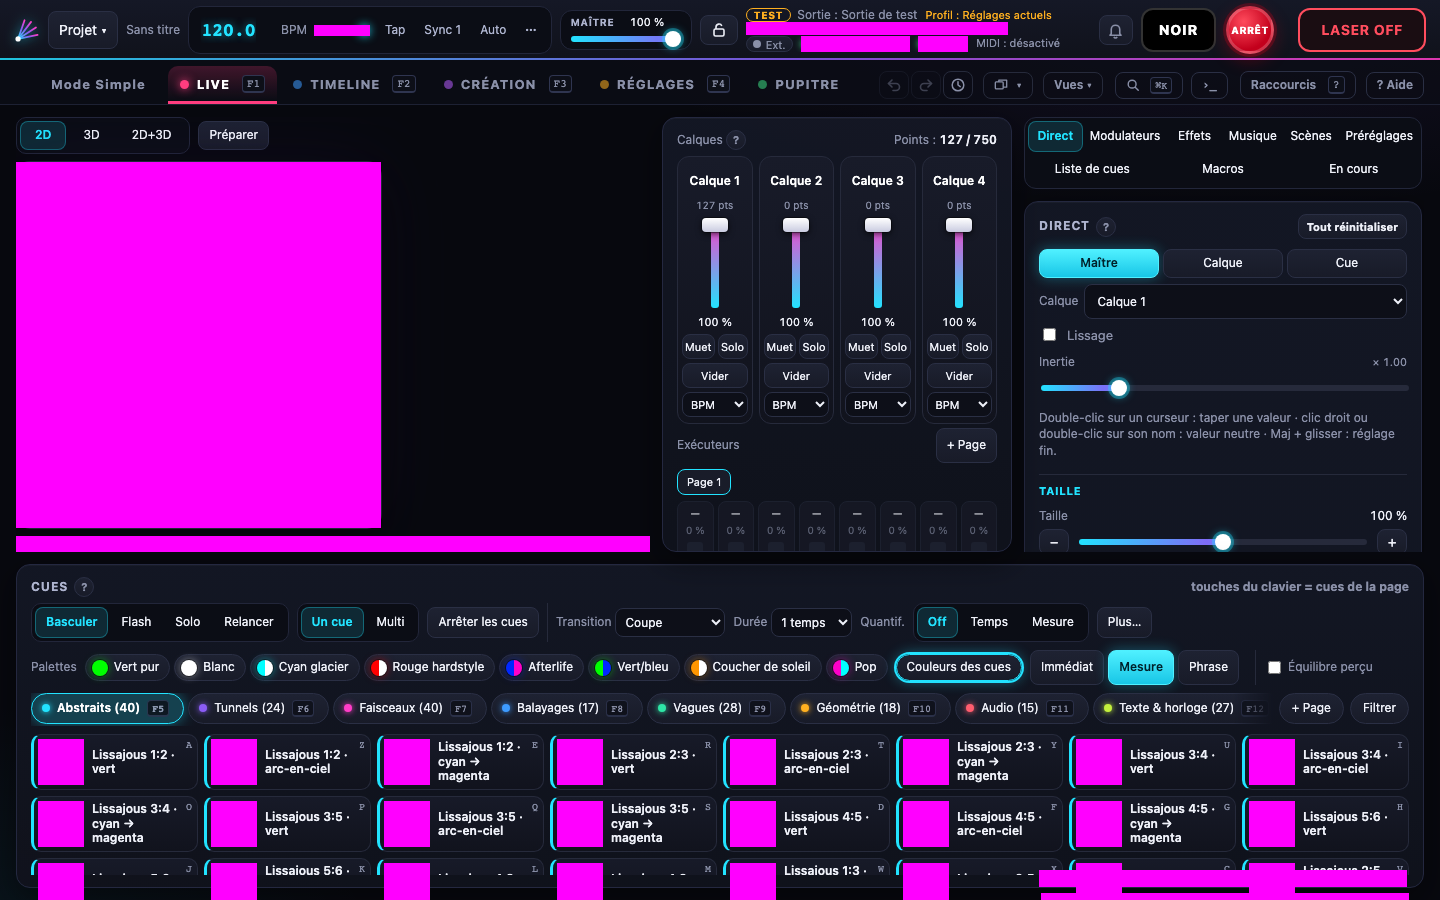 Projet ▾ Sans titre 120.0 BPM Tap Sync 1 Auto ··· MAÎTRE 100 % TEST Sortie : Sortie de test Profil : Réglages actuels NOIR ARRÊT LASER OFF
Ext. MIDI : désactivé
Mode Simple LIVE F1 TIMELINE F2 CRÉATION F3 RÉGLAGES F4 PUPITRE Vues ▾ ⌘K Raccourcis ? ? Aide
2D 3D 2D+3D Préparer
Calques ? Points : 127 / 750
Calque 1 Calque 2 Calque 3 Calque 4
127 pts 0 pts 0 pts 0 pts
100 % 100 % 100 % 100 %
Muet Solo Muet Solo Muet Solo Muet Solo
Vider Vider Vider Vider
BPM BPM BPM BPM
Exécuteurs + Page
Page 1
– – – – – – – –
0 % 0 % 0 % 0 % 0 % 0 % 0 % 0 %
Direct Modulateurs Effets Musique Scènes Préréglages
Liste de cues Macros En cours
DIRECT ? Tout réinitialiser
Maître Calque Cue
Calque Calque 1
Lissage
Inertie × 1.00
Double-clic sur un curseur : taper une valeur · clic droit ou
double-clic sur son nom : valeur neutre · Maj + glisser : réglage
fin.
TAILLE
Taille 100 %
− +
CUES ? touches du clavier = cues de la page
Basculer Flash Solo Relancer Un cue Multi Arrêter les cues Transition Coupe Durée 1 temps Quantif. Off Temps Mesure Plus...
Palettes Vert pur Blanc Cyan glacier Rouge hardstyle Afterlife Vert/bleu Coucher de soleil Pop Couleurs des cues Immédiat Mesure Phrase Équilibre perçu
Abstraits (40) F5 Tunnels (24) F6 Faisceaux (40) F7 Balayages (17) F8 Vagues (28) F9 Géométrie (18) F10 Audio (15) F11 Texte & horloge (27) F12 + Page Filtrer
Lissajous 1:2 · vert A
Lissajous 1:2 · arc-en-ciel Z
Lissajous 1:2 · cyan → magenta E
Lissajous 2:3 · vert R
Lissajous 2:3 · arc-en-ciel T
Lissajous 2:3 · cyan → magenta Y
Lissajous 3:4 · vert U
Lissajous 3:4 · arc-en-ciel I
Lissajous 3:4 · cyan → magenta O
Lissajous 3:5 · vert P
Lissajous 3:5 · arc-en-ciel Q
Lissajous 3:5 · cyan → magenta S
Lissajous 4:5 · vert D
Lissajous 4:5 · arc-en-ciel F
Lissajous 4:5 · cyan → magenta G
Lissajous 5:6 · vert H
J
Lissajous 5:6 · K
L
M
Lissajous 1:3 · W